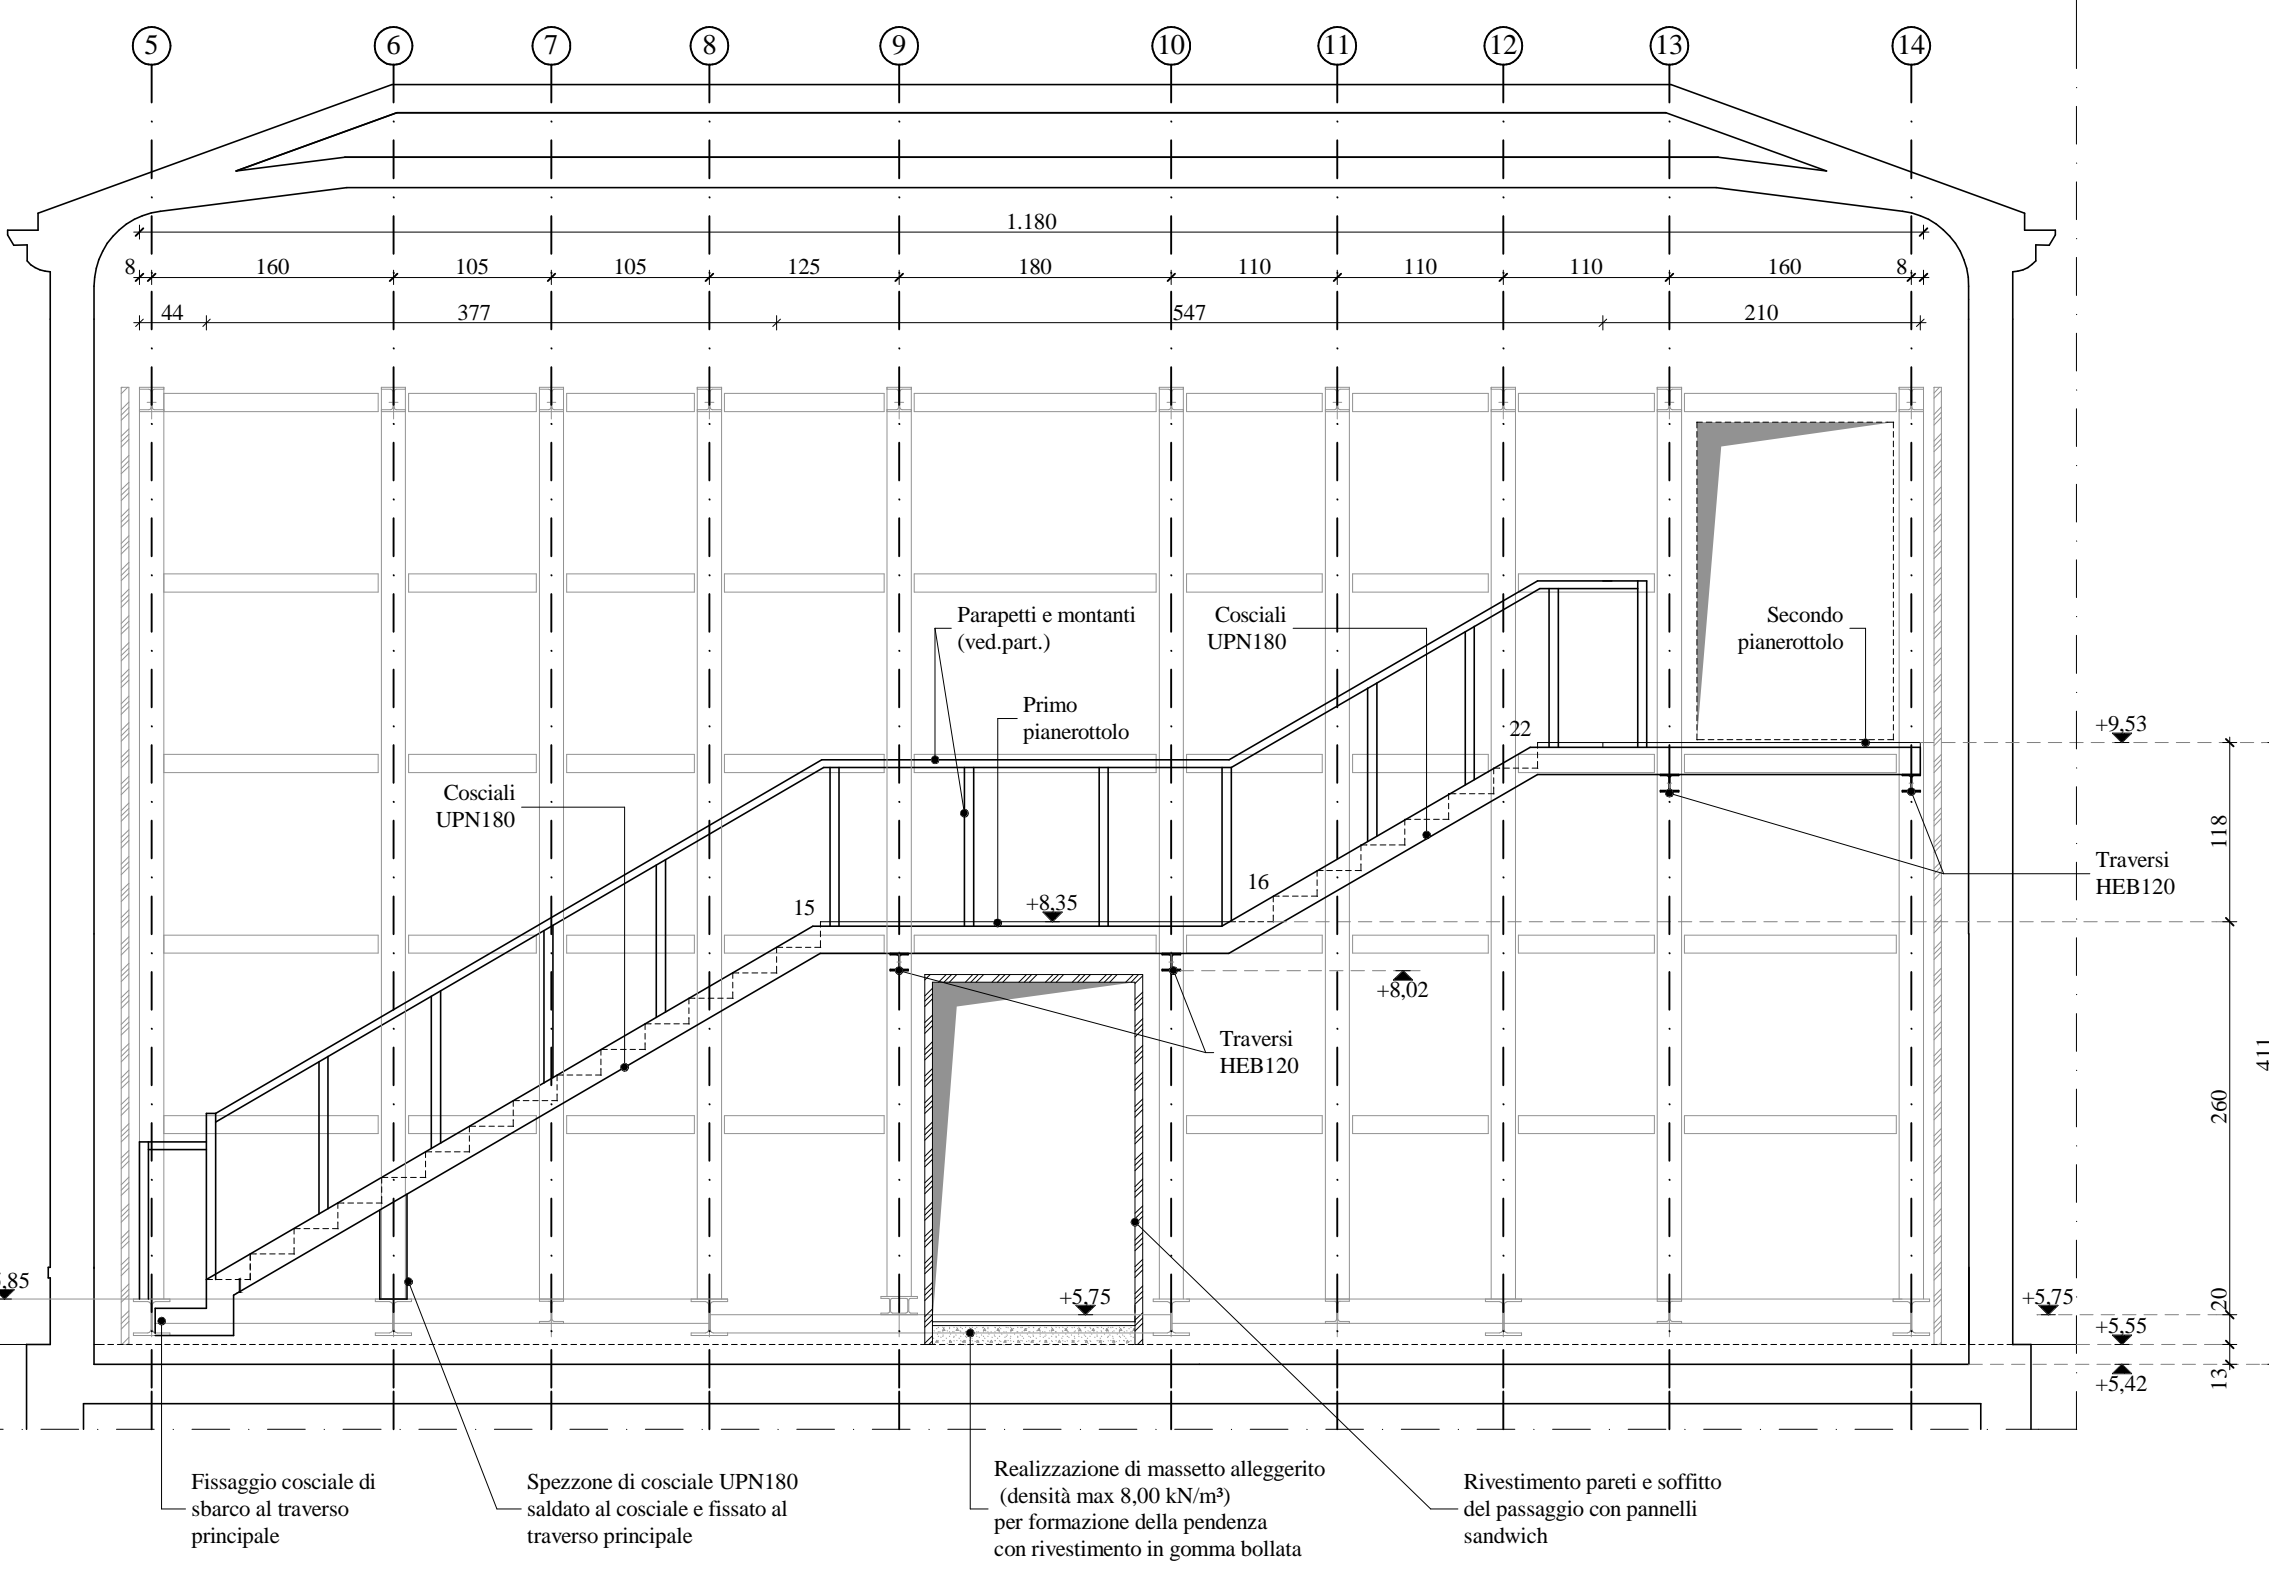 5 6 7 8 9 10 11 12 13 14
1.180
8 160 105 105 125 180 110 110 110 160 8
44 377 547 210
Parapetti e montanti
(ved.part.)
Cosciali
UPN180
Secondo
pianerottolo
Primo
pianerottolo
22
+9,53
Cosciali
UPN180
118
Traversi
HEB120
16
15
+8,35
+8,02
Traversi
HEB120
411
260
,85
+5,75
+5,75
20
+5,55
+5,42
13
Fissaggio cosciale di
sbarco al traverso
principale
Spezzone di cosciale UPN180
saldato al cosciale e fissato al
traverso principale
Realizzazione di massetto alleggerito
(densità max 8,00 kN/m³)
per formazione della pendenza
con rivestimento in gomma bollata
Rivestimento pareti e soffitto
del passaggio con pannelli
sandwich